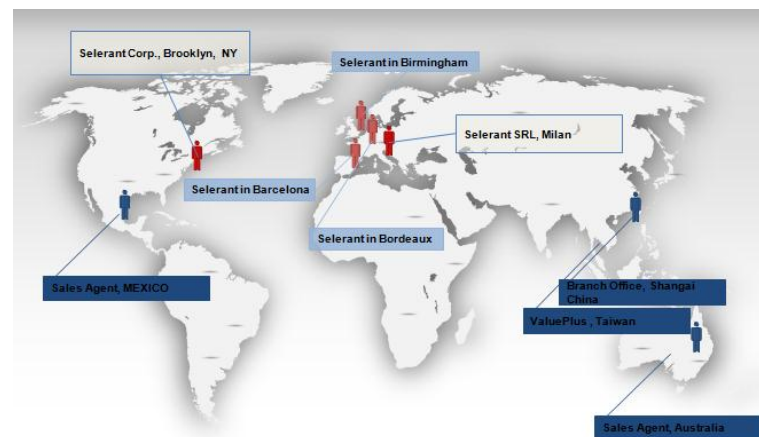 Selerant Corp., Brooklyn, NY
Selerant in Birmingham
Selerant SRL, Milan
Selerant in Barcelona
Selerant in Bordeaux
Sales Agent, MEXICO
Branch Office, Shangai
China
ValuePlus , Taiwan
Sales Agent, Australia